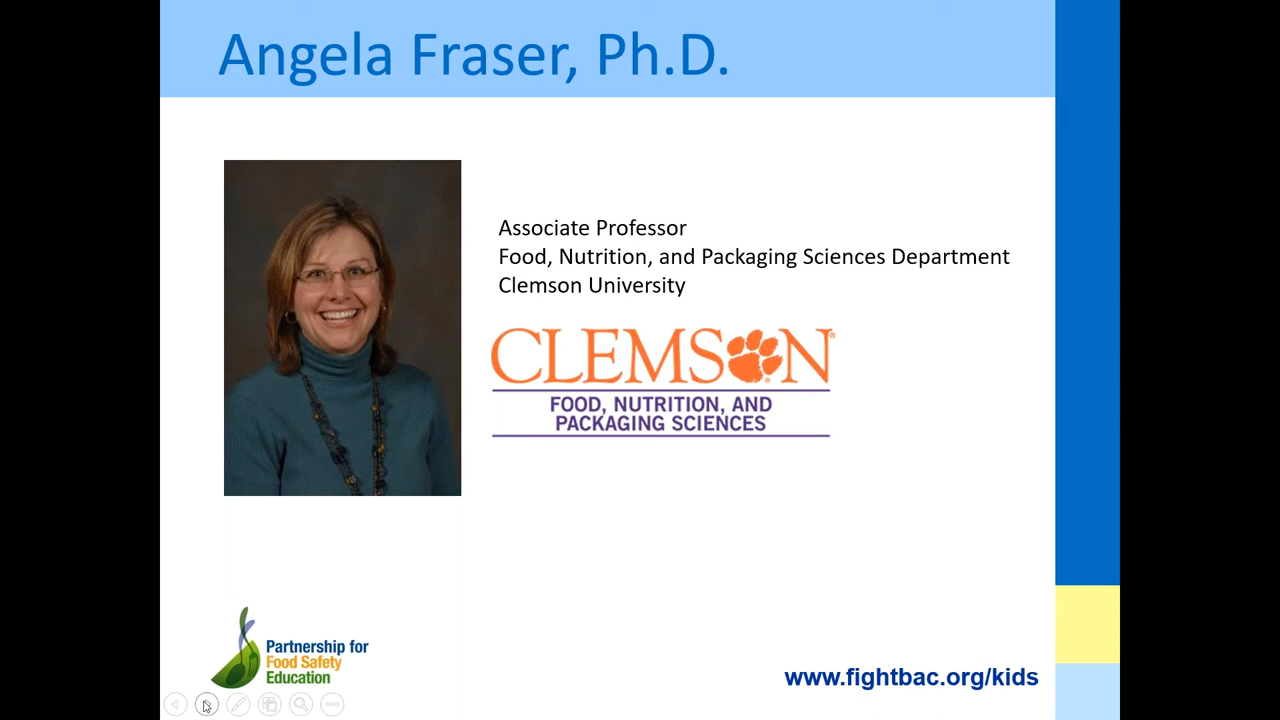 Angela Fraser, Ph.D.
Associate Professor
Food, Nutrition, and Packaging Sciences Department
Clemson University
CLEMSON
FOOD, NUTRITION, AND
PACKAGING SCIENCES
Partnership for
Food Safety
Education
www.fightbac.org/kids